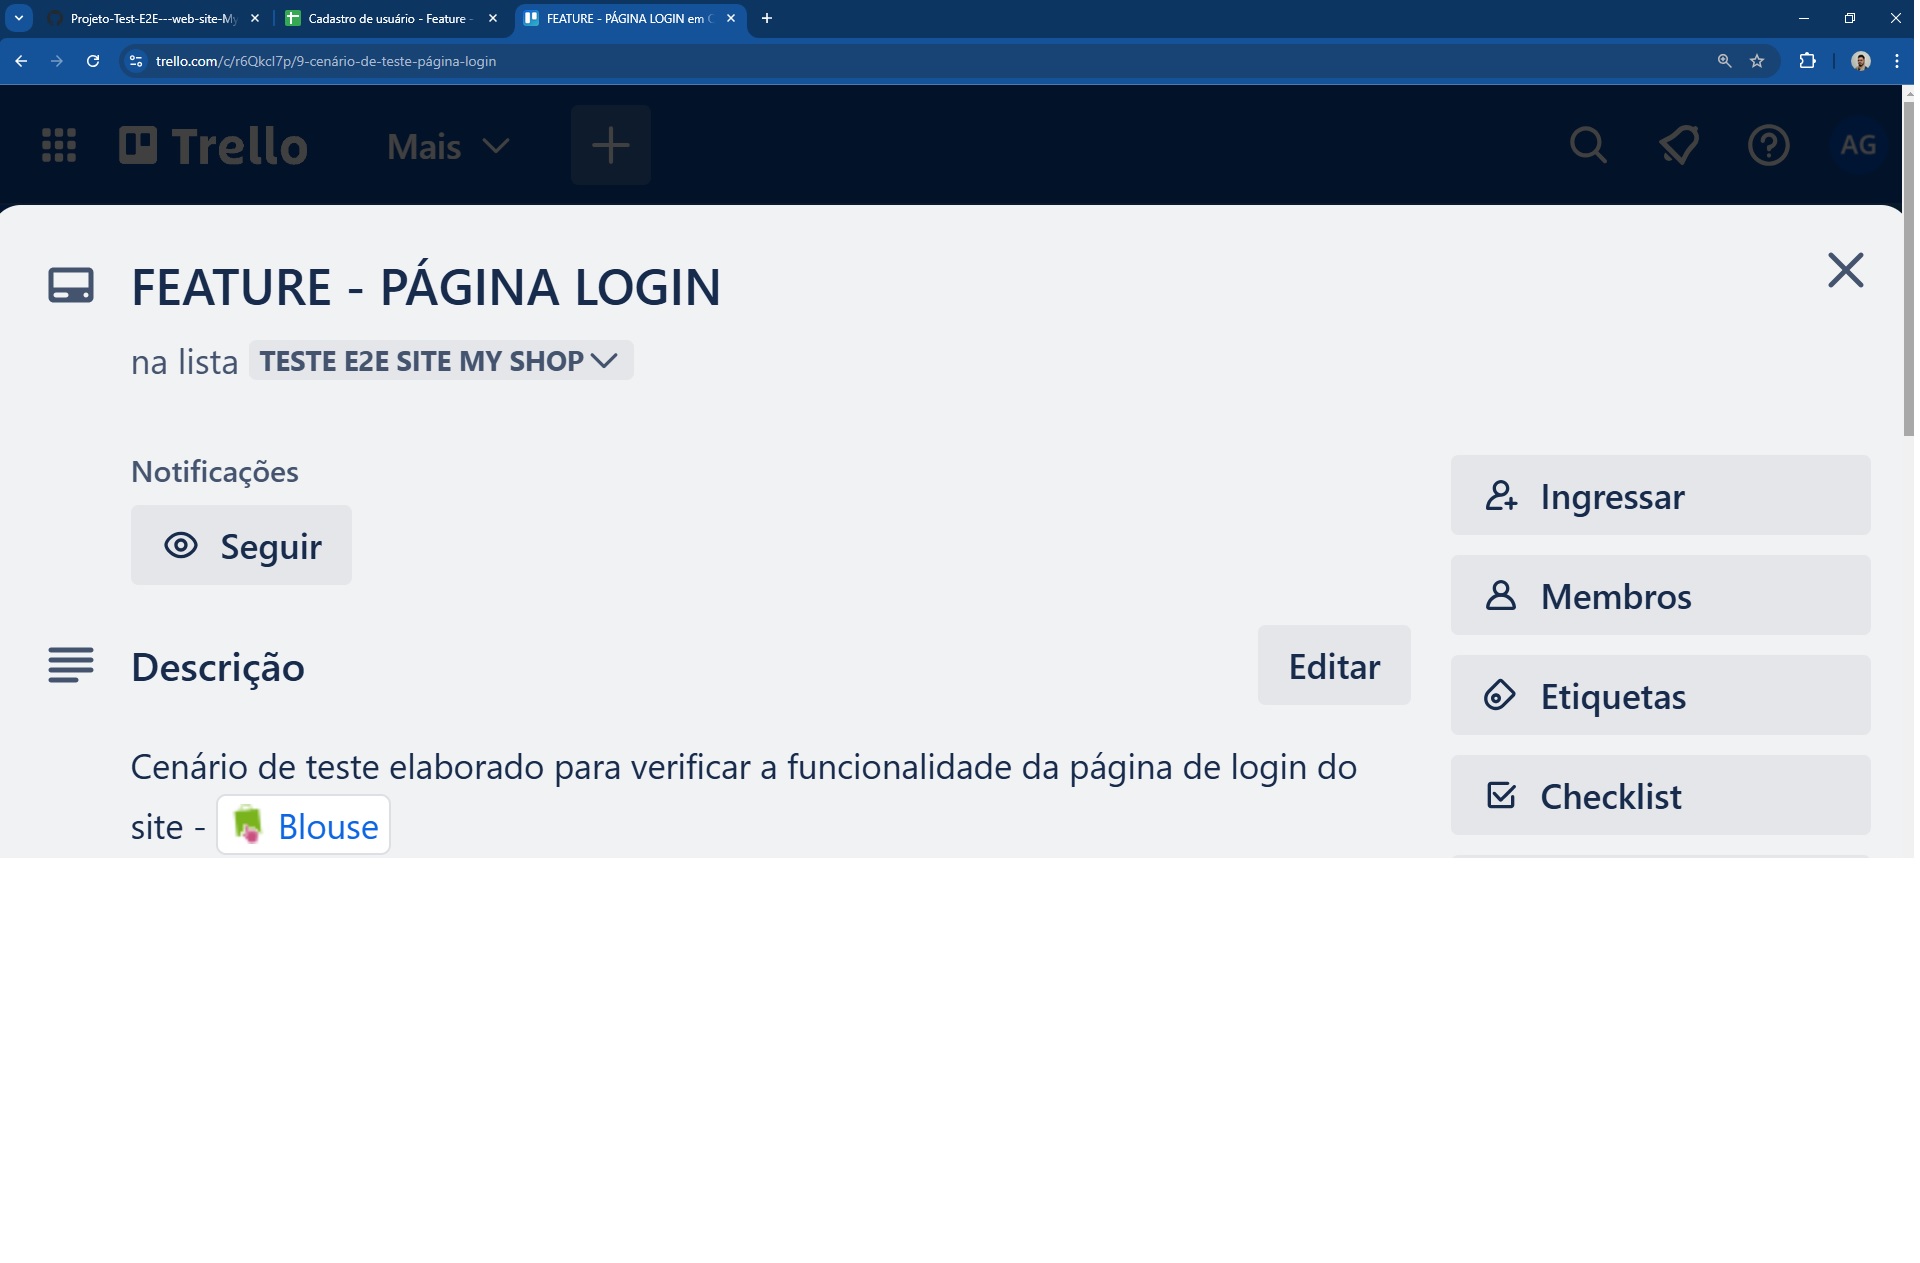 Projeto-Test-E2E---web-site-My
Cadastro de usuário - Feature -
FEATURE - PÁGINA LOGIN em C
trello.com/c/r6Qkcl7p/9-cenário-de-teste-página-login
Trello
Mais
AG
FEATURE - PÁGINA LOGIN
na lista TESTE E2E SITE MY SHOP
Notificações
Seguir
Ingressar
Membros
Descrição
Editar
Etiquetas
Cenário de teste elaborado para verificar a funcionalidade da página de login do
site - Blouse
Checklist